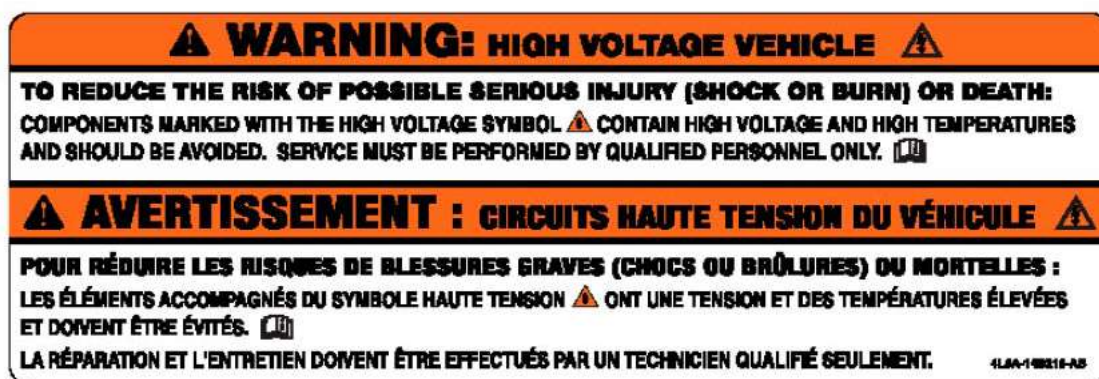 WARNING: HIGH VOLTAGE VEHICLE
TO REDUCE THE RISK OF POSSIBLE SERIOUS INJURY (SHOCK OR BURN) OR DEATH:
COMPONENTS MARKED WITH THE HIGH VOLTAGE SYMBOL CONTAIN HIGH VOLTAGE AND HIGH TEMPERATURES
AND SHOULD BE AVOIDED. SERVICE MUST BE PERFORMED BY QUALIFIED PERSONNEL ONLY.
AVERTISSEMENT : CIRCUITS HAUTE TENSION DU VÉHICULE
POUR RÉDUIRE LES RISQUES DE BLESSURES GRAVES (CHOCS OU BRÛLURES) OU MORTELLES :
LES ÉLÉMENTS ACCOMPAGNÉS DU SYMBOLE HAUTE TENSION ONT UNE TENSION ET DES TEMPÉRATURES ÉLEVÉES
ET DOIVENT ÊTRE ÉVITÉS.
LA RÉPARATION ET L'ENTRETIEN DOIVENT ÊTRE EFFECTUÉS PAR UN TECHNICIEN QUALIFIÉ SEULEMENT.